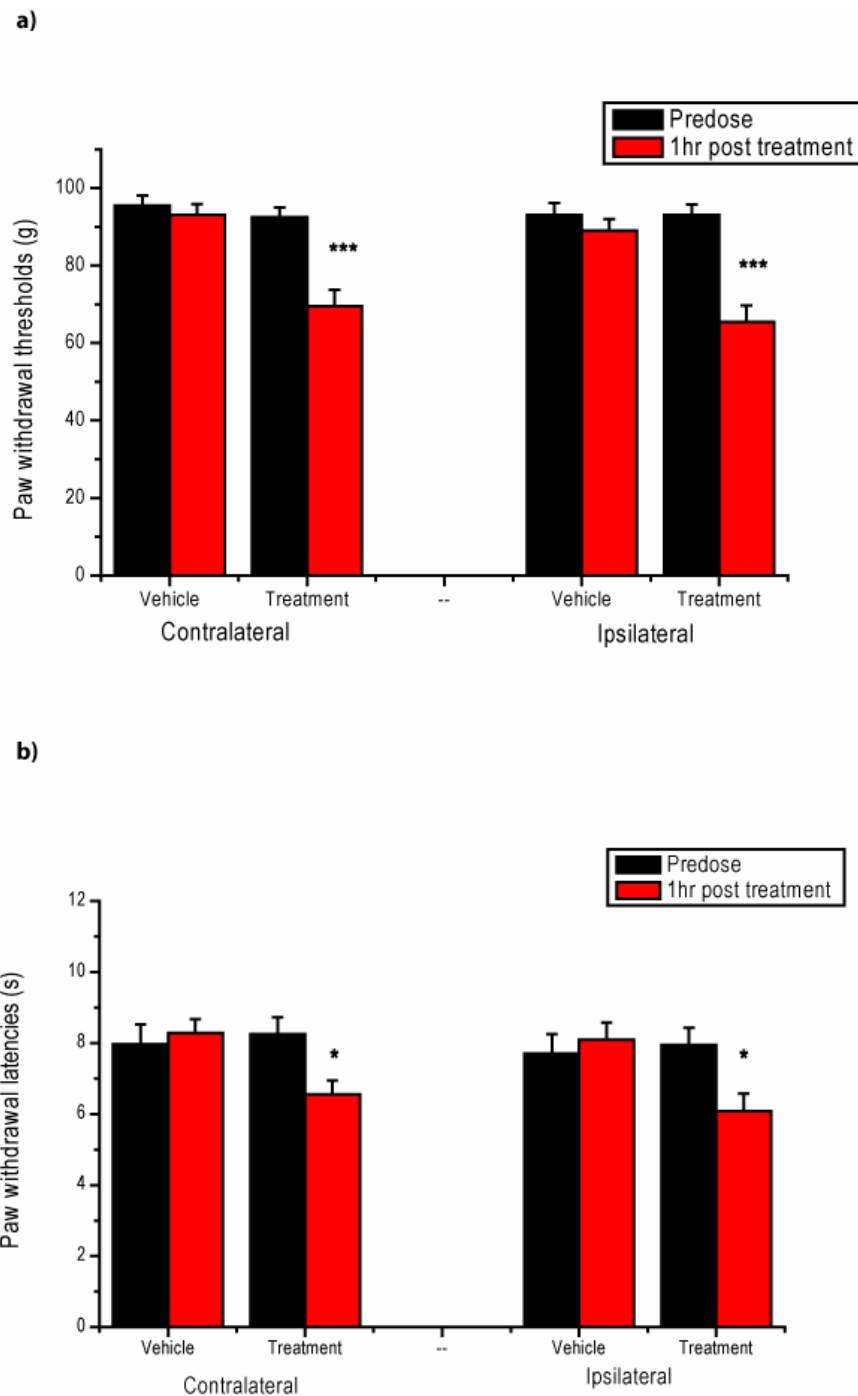 a)
Predose
1hr post treatment
Paw withdrawal thresholds (g)
100
80
60
40
20
0
***
***
Vehicle Treatment -- Vehicle Treatment
Contralateral Ipsilateral
b)
Predose
1hr post treatment
Paw withdrawal latencies (s)
12
10
8
6
4
2
0
*
*
Vehicle Treatment -- Vehicle Treatment
Contralateral Ipsilateral